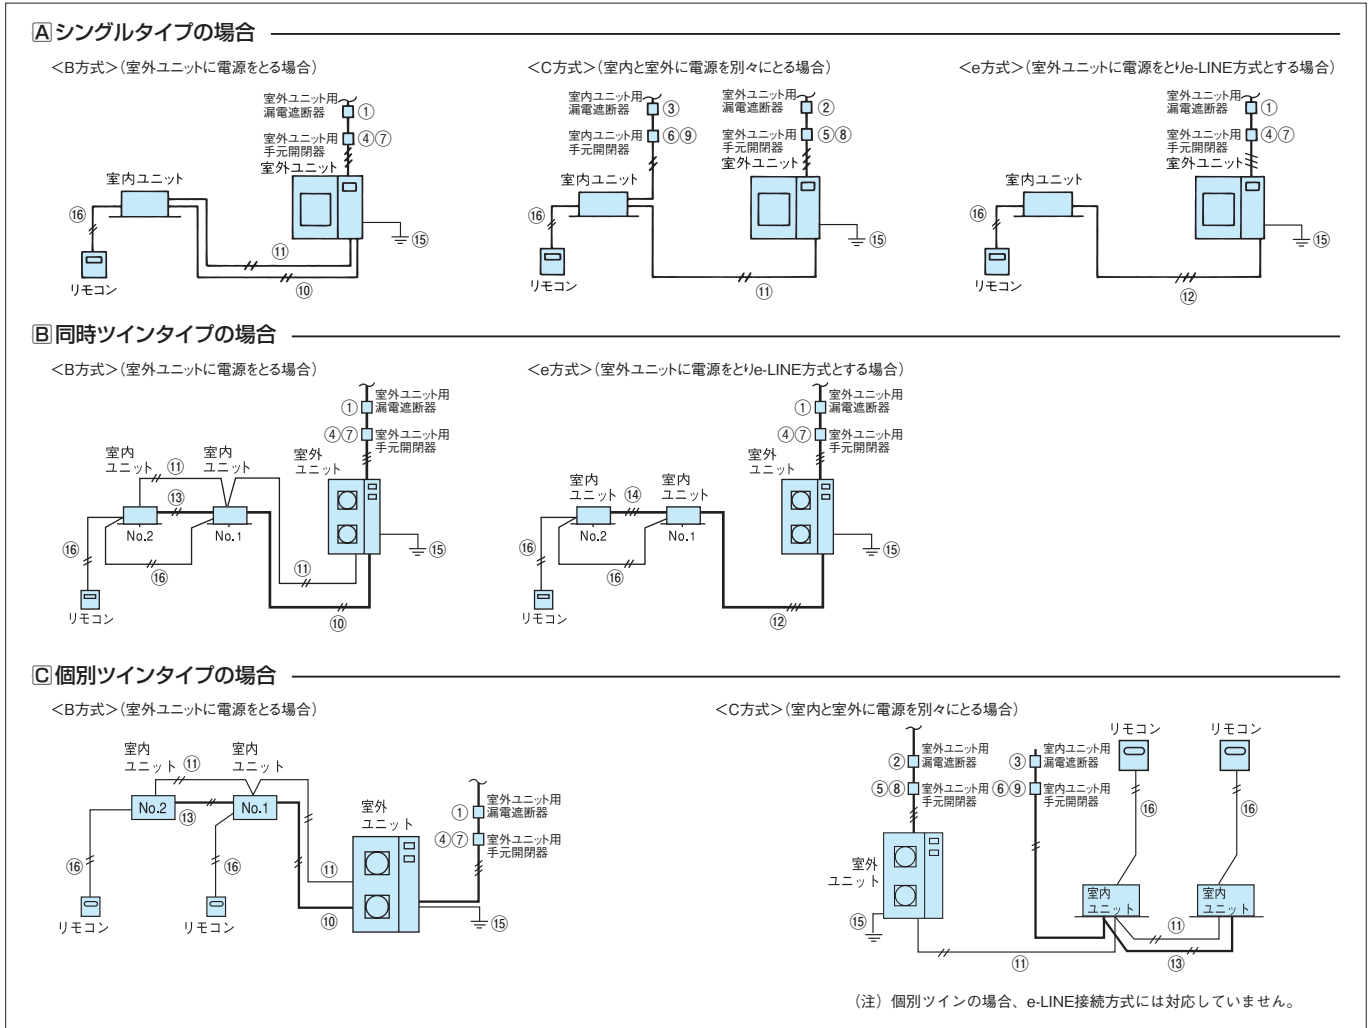 Aシングルタイプの場合
<B方式>(室外ユニットに電源をとる場合)
室外ユニット用
漏電遮断器
①
室外ユニット用
手元開閉器
④⑦
室外ユニット
室内ユニット
⑯
⑮
⑪
⑩
リモコン
<C方式>(室内と室外に電源を別々にとる場合)
室内ユニット用
漏電遮断器
③
室内ユニット用
手元開閉器
⑥⑨
室外ユニット用
漏電遮断器
②
室外ユニット用
手元開閉器
⑤⑧
室外ユニット
室内ユニット
⑯
⑮
⑪
リモコン
<e方式>(室外ユニットに電源をとりe-LINE方式とする場合)
室外ユニット用
漏電遮断器
①
室外ユニット用
手元開閉器
④⑦
室外ユニット
室内ユニット
⑯
⑮
⑫
リモコン
B同時ツインタイプの場合
<B方式>(室外ユニットに電源をとる場合)
①
室外ユニット用
漏電遮断器
④⑦
室外ユニット用
手元開閉器
室内
ユニット
⑪
室内
ユニット
室外
ユニット
⑬
No.2
No.1
⑯
⑯
⑪
⑮
⑩
リモコン
<e方式>(室外ユニットに電源をとりe-LINE方式とする場合)
①
室外ユニット用
漏電遮断器
④⑦
室外ユニット用
手元開閉器
室外
ユニット
室内
ユニット
⑭
室内
ユニット
No.2
No.1
⑯
⑯
⑮
⑫
リモコン
C個別ツインタイプの場合
<B方式>(室外ユニットに電源をとる場合)
室内
ユニット
⑪
室内
ユニット
No.2
⑬
No.1
室外
ユニット
①
室外ユニット用
漏電遮断器
④⑦
室外ユニット用
手元開閉器
⑯
⑯
⑪
⑩
⑮
リモコン
リモコン
<C方式>(室内と室外に電源を別々にとる場合)
リモコン
リモコン
②
室外ユニット用
漏電遮断器
③
室内ユニット用
漏電遮断器
⑤⑧
室外ユニット用
手元開閉器
⑥⑨
室内ユニット用
手元開閉器
⑯
⑯
室外
ユニット
室内
ユニット
室内
ユニット
⑮
⑪
⑪
⑬
(注)個別ツインの場合、e-LINE接続方式には対応していません。